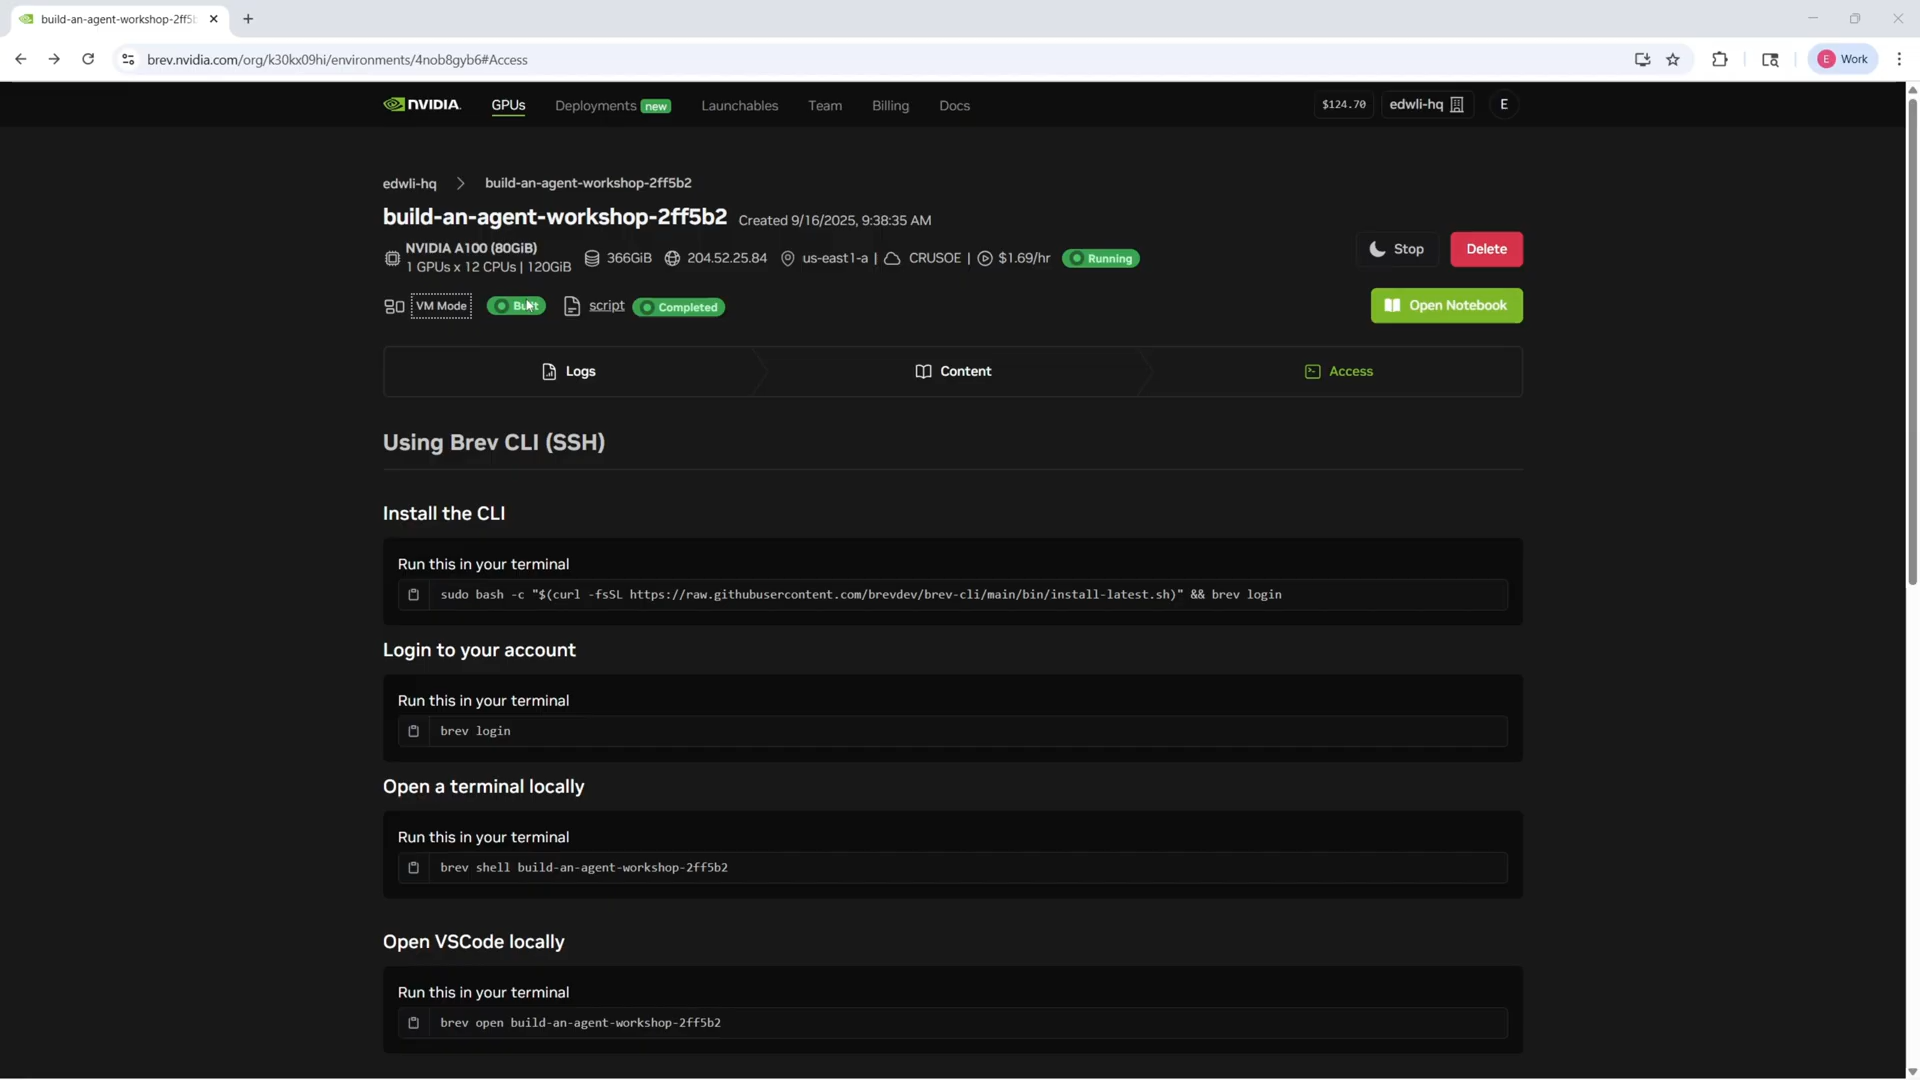 build-an-agent-workshop-2ff5
brev.nvidia.com/org/k30kx09hi/environments/4nob8gyb6#Access
E Work
NVIDIA. GPUs Deployments new Launchables Team Billing Docs $124.70 edwli-hq E
edwli-hq build-an-agent-workshop-2ff5b2
build-an-agent-workshop-2ff5b2 Created 9/16/2025, 9:38:35 AM
NVIDIA A100 (80GiB)
1 GPUs x 12 CPUs | 120GiB 366GiB 204.52.25.84 us-east1-a | CRUSOE | $1.69/hr Running
Stop Delete
VM Mode Built script Completed Open Notebook
Logs Content Access
Using Brev CLI (SSH)
Install the CLI
Run this in your terminal
sudo bash -c "$(curl -fsSL https://raw.githubusercontent.com/brevdev/brev-cli/main/bin/install-latest.sh)" && brev login
Login to your account
Run this in your terminal
brev login
Open a terminal locally
Run this in your terminal
brev shell build-an-agent-workshop-2ff5b2
Open VSCode locally
Run this in your terminal
brev open build-an-agent-workshop-2ff5b2